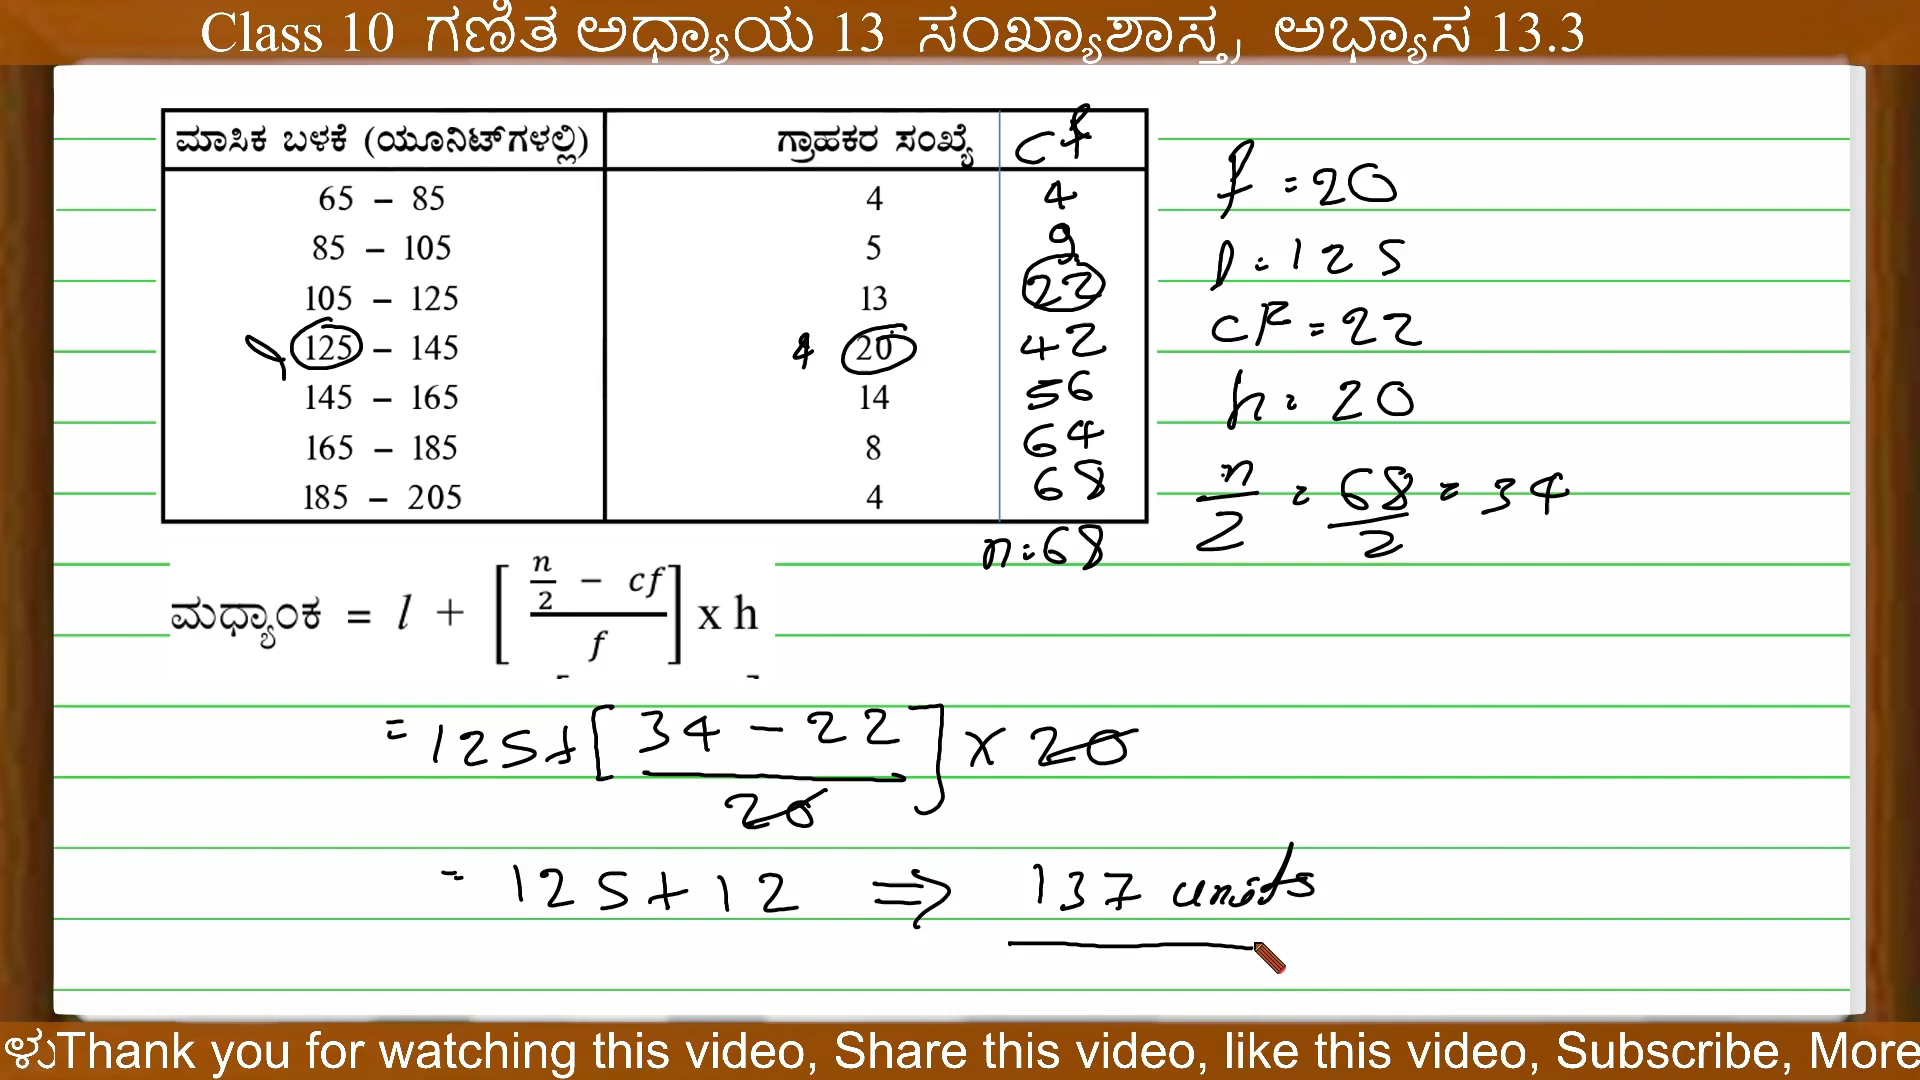 Class 10 ಗಣಿತ ಅಧ್ಯಾಯ 13 ಸಂಖ್ಯಾಶಾಸ್ತ್ರ, ಅಭ್ಯಾಸ 13.3
ಮಾಸಿಕ ಬಳಕೆ (ಯೂನಿಟ್‌ಗಳಲ್ಲಿ) ಗ್ರಾಹಕರ ಸಂಖ್ಯೆ cf
65 – 85 4 4
85 – 105 5 9
105 – 125 13 22
125 – 145 20 42
145 – 165 14 56
165 – 185 8 64
185 – 205 4 68
n=68
f = 20
l = 125
cF = 22
h = 20
n/2 = 68/2 = 34
ಮಧ್ಯಾಂಕ = l + [ (n/2 – cf) / f ] x h
= 125 + [ (34 – 22) / 20 ] × 20
= 125 + 12 ⇒ 137 units
ಳುThank you for watching this video, Share this video, like this video, Subscribe, More